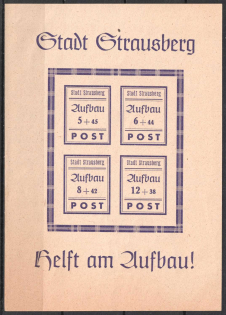 Stadt Strausberg
Stadt Strausberg
Aufbau
5 + 45
POST
Stadt Strausberg
Aufbau
6 + 44
POST
Stadt Strausberg
Aufbau
8 + 42
POST
Stadt Strausberg
Aufbau
12 + 38
POST
Helft am Aufbau!